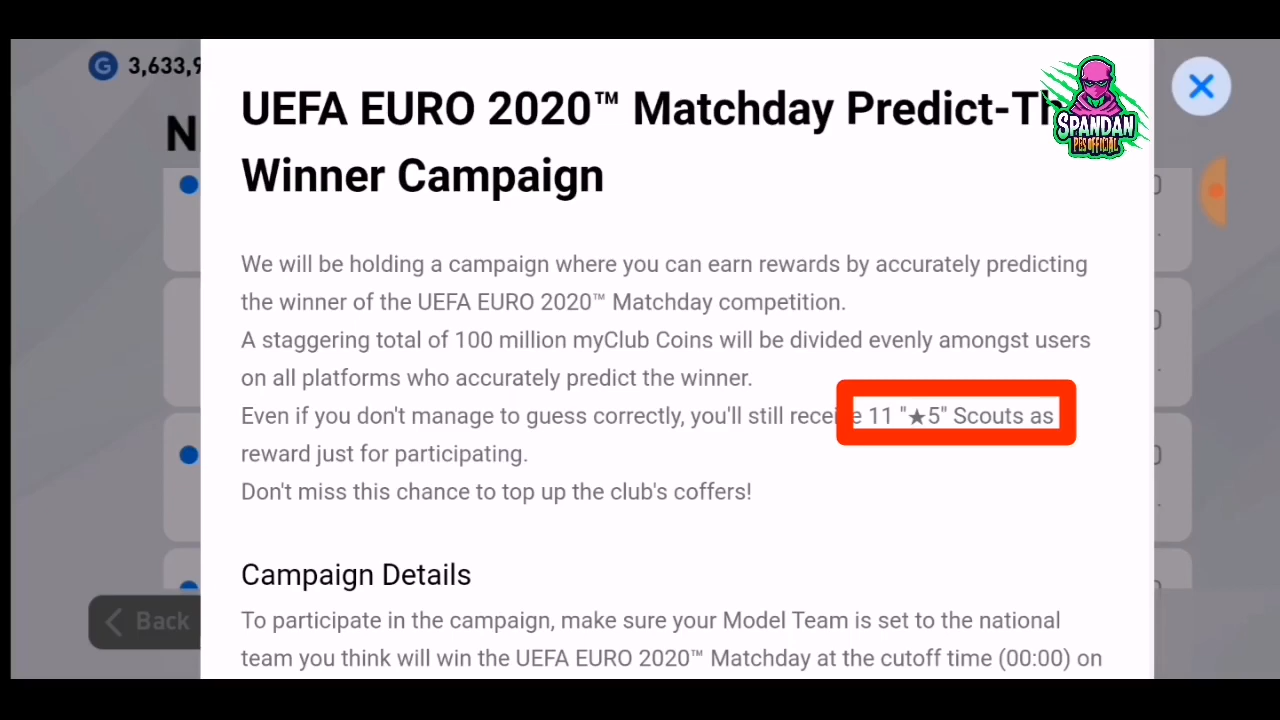 G 3,633,9
N
UEFA EURO 2020™ Matchday Predict-Th
Winner Campaign
SPANDAN
PES OFFICIAL
We will be holding a campaign where you can earn rewards by accurately predicting
the winner of the UEFA EURO 2020™ Matchday competition.
A staggering total of 100 million myClub Coins will be divided evenly amongst users
on all platforms who accurately predict the winner.
Even if you don't manage to guess correctly, you'll still receive 11 "★5" Scouts as
reward just for participating.
Don't miss this chance to top up the club's coffers!
Campaign Details
To participate in the campaign, make sure your Model Team is set to the national
team you think will win the UEFA EURO 2020™ Matchday at the cutoff time (00:00) on
Back